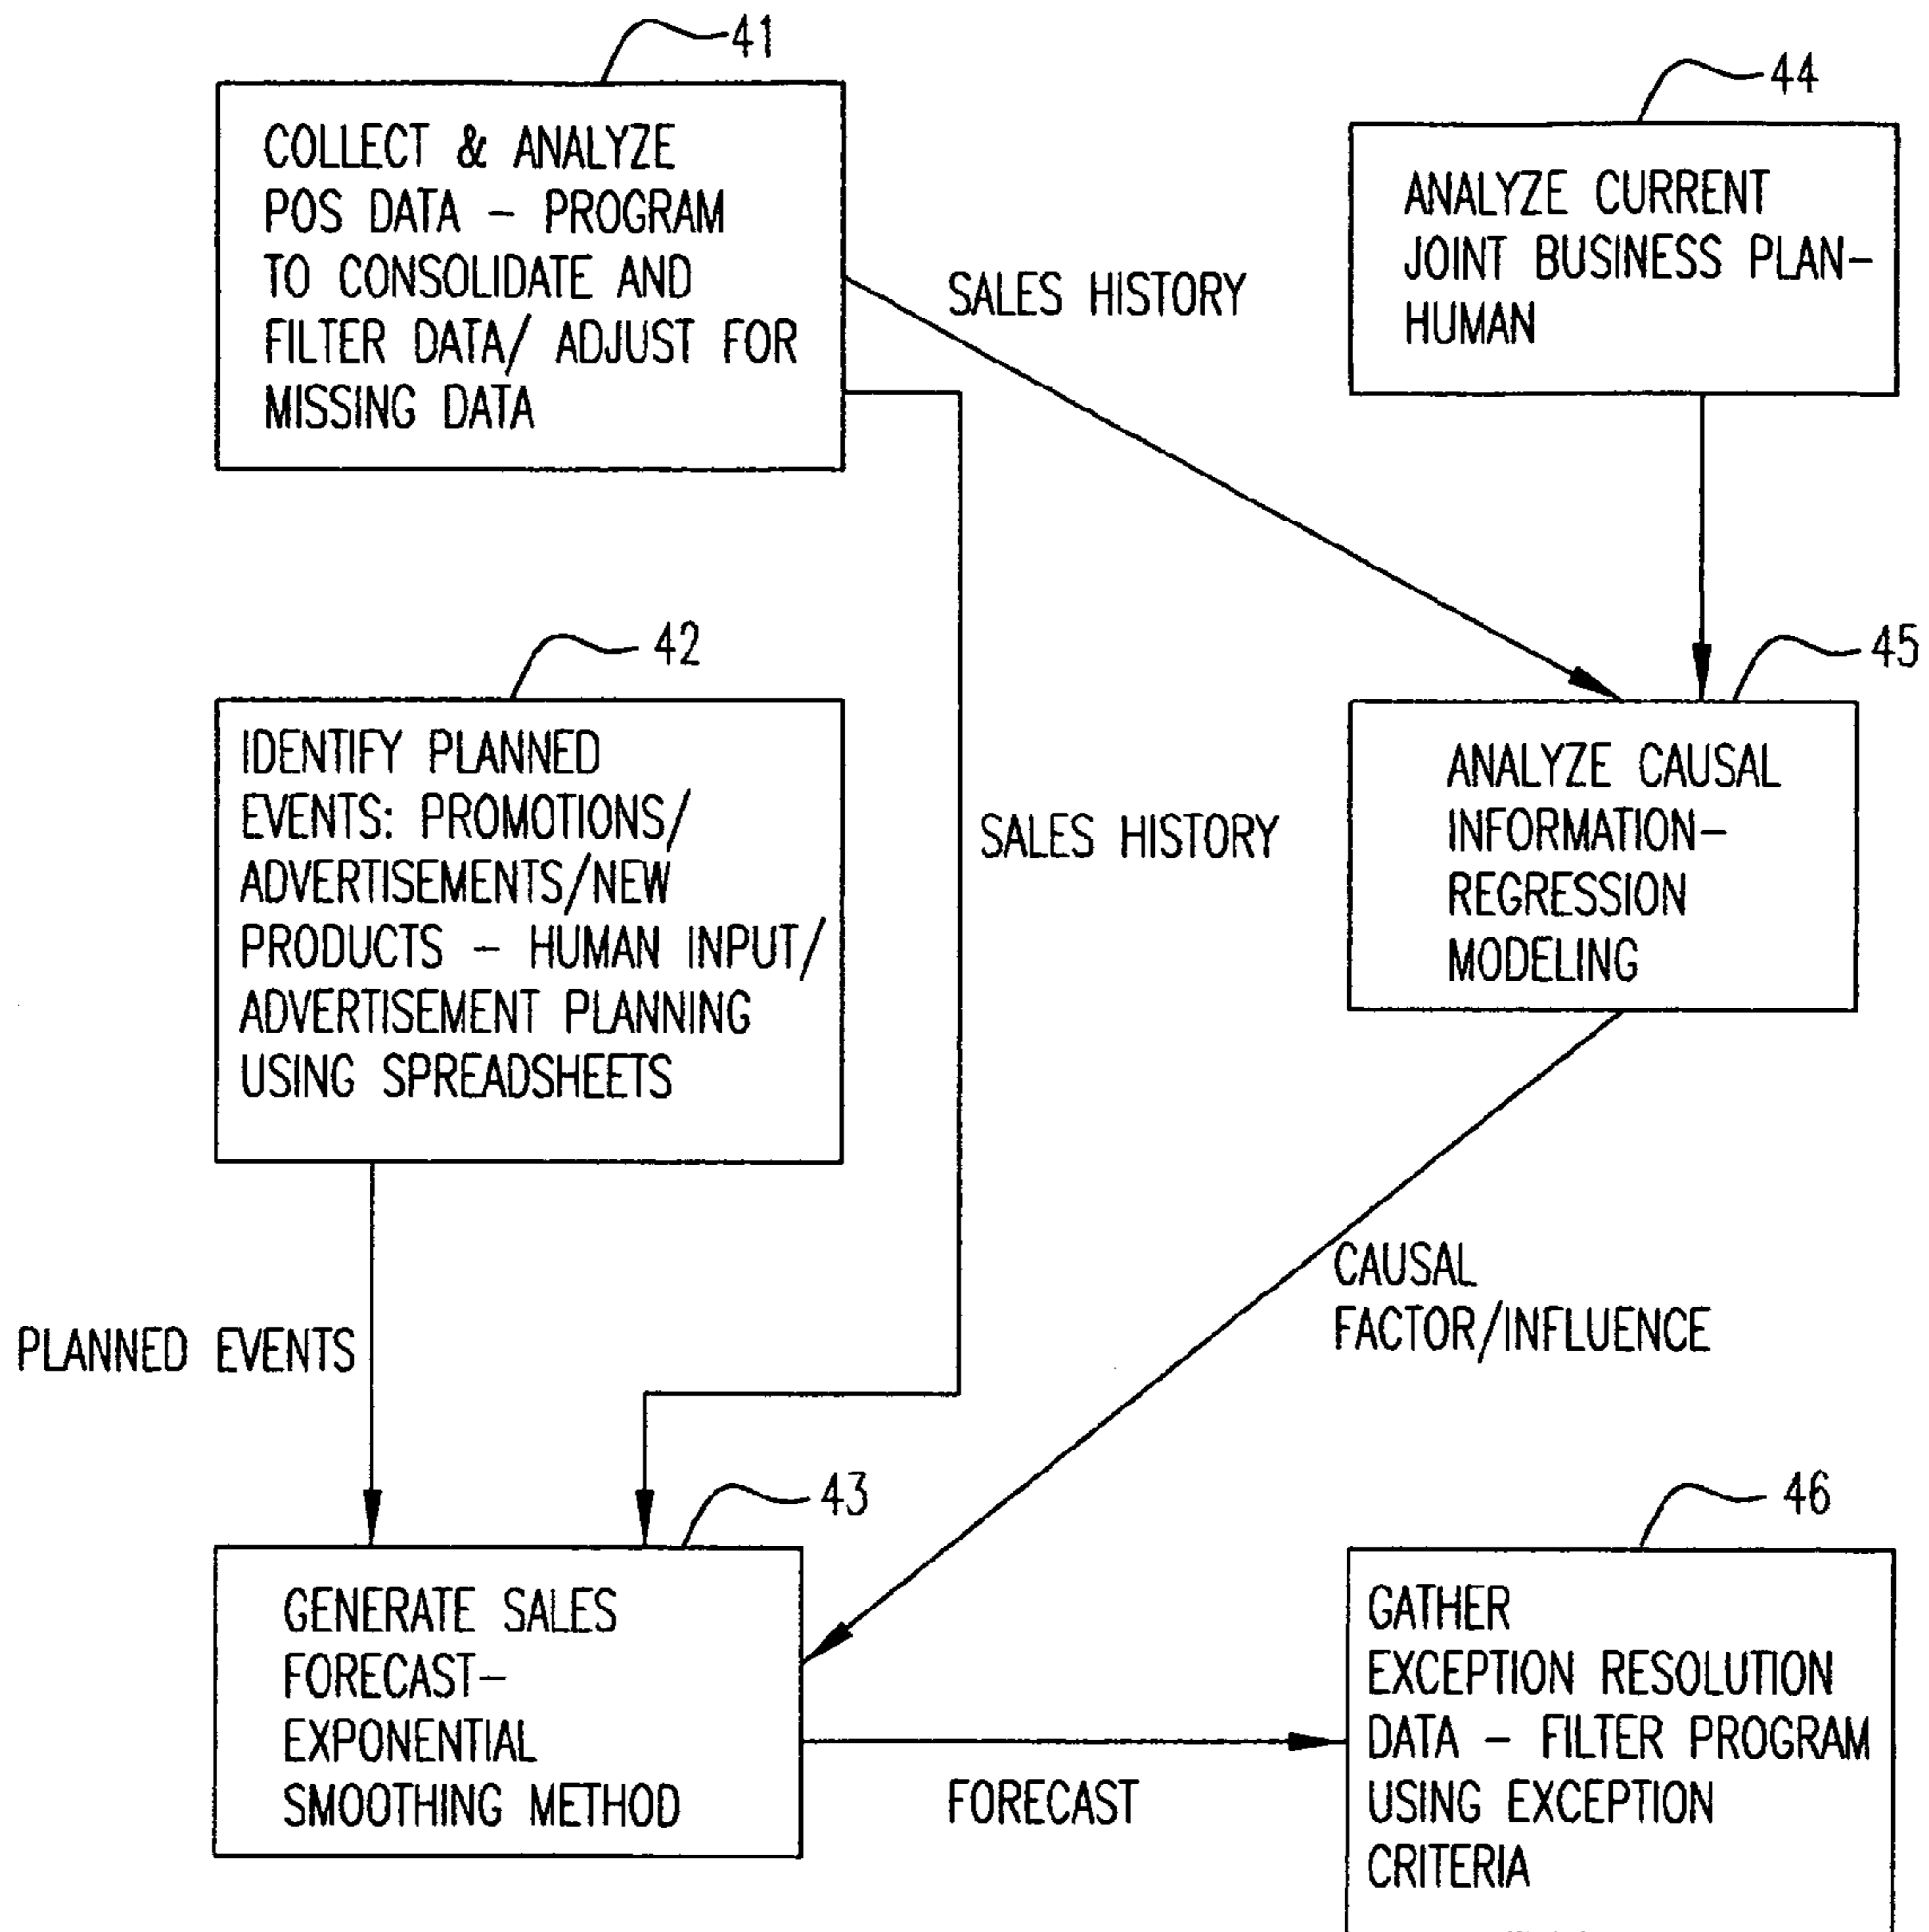 41
COLLECT & ANALYZE
POS DATA – PROGRAM
TO CONSOLIDATE AND
FILTER DATA/ ADJUST FOR
MISSING DATA
44
ANALYZE CURRENT
JOINT BUSINESS PLAN–
HUMAN
SALES HISTORY
42
IDENTIFY PLANNED
EVENTS: PROMOTIONS/
ADVERTISEMENTS/NEW
PRODUCTS – HUMAN INPUT/
ADVERTISEMENT PLANNING
USING SPREADSHEETS
SALES HISTORY
45
ANALYZE CAUSAL
INFORMATION–
REGRESSION
MODELING
PLANNED EVENTS
CAUSAL
FACTOR/INFLUENCE
43
GENERATE SALES
FORECAST–
EXPONENTIAL
SMOOTHING METHOD
FORECAST
46
GATHER
EXCEPTION RESOLUTION
DATA – FILTER PROGRAM
USING EXCEPTION
CRITERIA